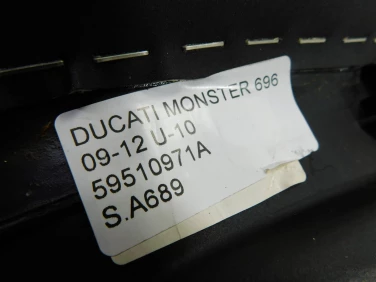 DUCATI MONSTER 696
09-12 U-10
59510971A
S.A689